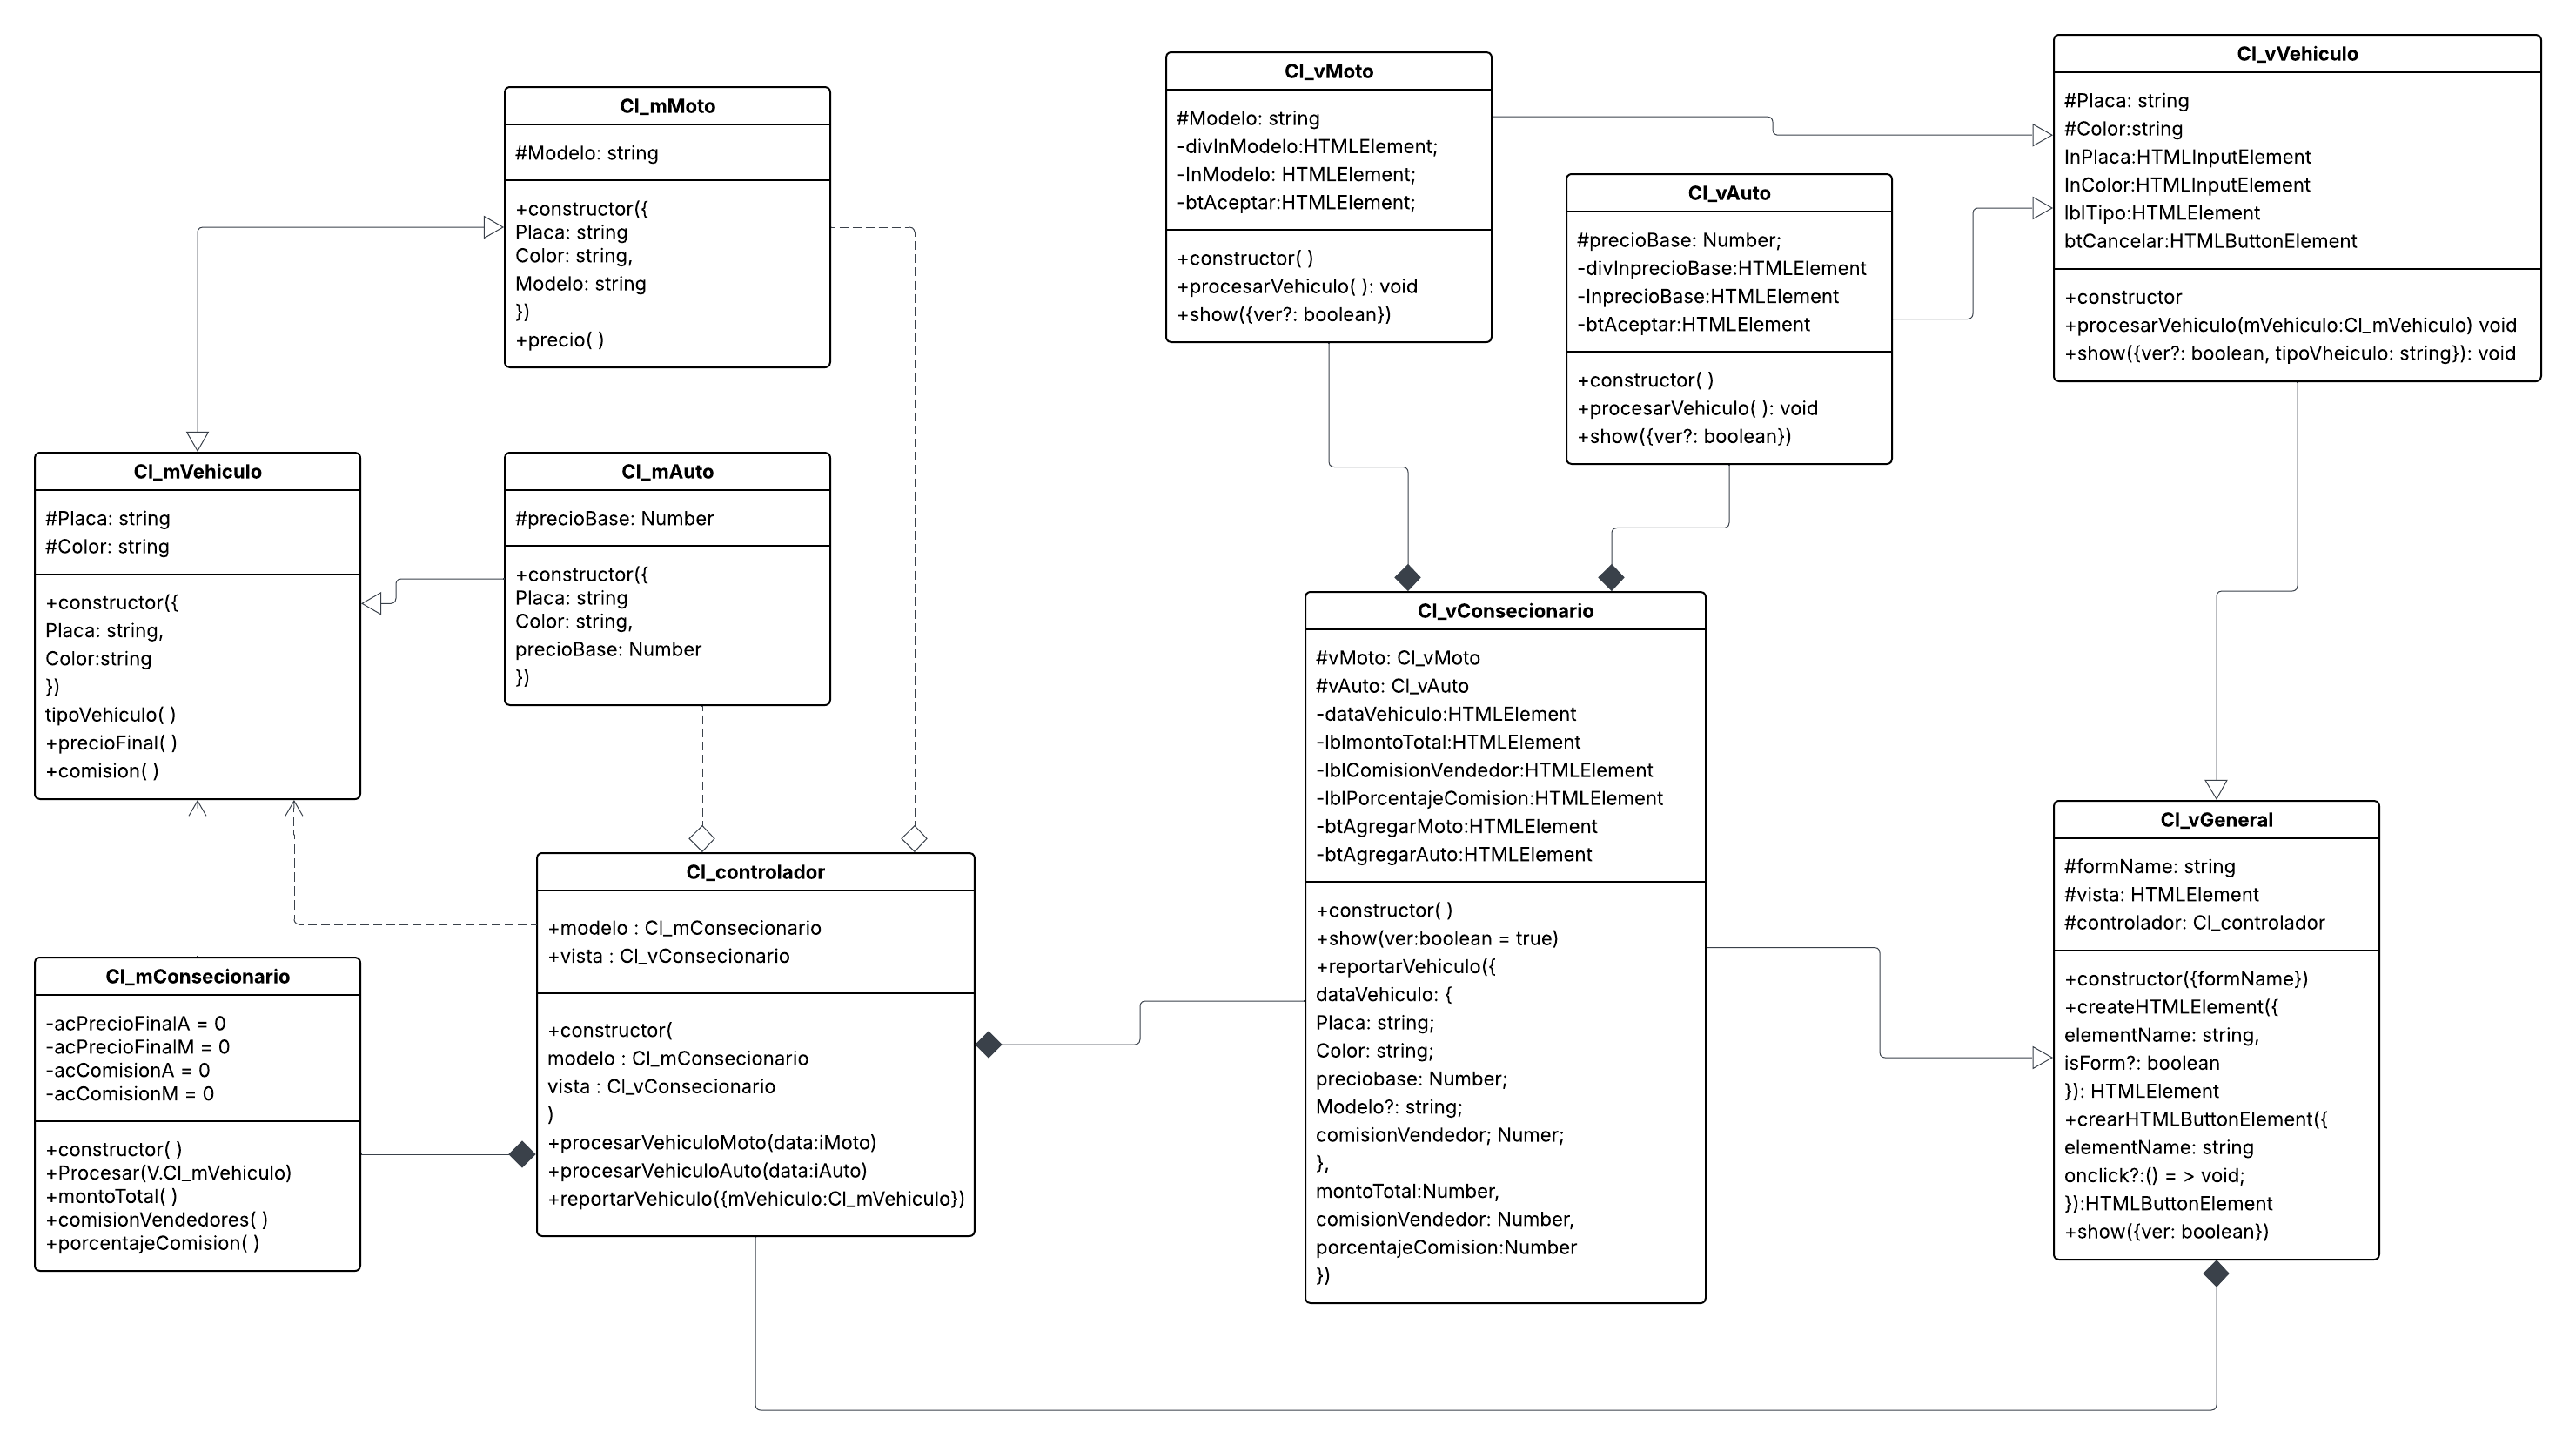 Cl_mMoto
#Modelo: string
+constructor({
Placa: string
Color: string,
Modelo: string
})
+precio( )
Cl_mVehiculo
#Placa: string
#Color: string
+constructor({
Placa: string,
Color:string
})
tipoVehiculo( )
+precioFinal( )
+comision( )
Cl_mAuto
#precioBase: Number
+constructor({
Placa: string
Color: string,
precioBase: Number
})
Cl_mConsecionario
-acPrecioFinalA = 0
-acPrecioFinalM = 0
-acComisionA = 0
-acComisionM = 0
+constructor( )
+Procesar(V.Cl_mVehiculo)
+montoTotal( )
+comisionVendedores( )
+porcentajeComision( )
Cl_controlador
+modelo : Cl_mConsecionario
+vista : Cl_vConsecionario
+constructor(
modelo : Cl_mConsecionario
vista : Cl_vConsecionario
)
+procesarVehiculoMoto(data:iMoto)
+procesarVehiculoAuto(data:iAuto)
+reportarVehiculo({mVehiculo:Cl_mVehiculo})
Cl_vMoto
#Modelo: string
-divInModelo:HTMLElement;
-InModelo: HTMLElement;
-btAceptar:HTMLElement;
+constructor( )
+procesarVehiculo( ): void
+show({ver?: boolean})
Cl_vAuto
#precioBase: Number;
-divInprecioBase:HTMLElement
-InprecioBase:HTMLElement
-btAceptar:HTMLElement
+constructor( )
+procesarVehiculo( ): void
+show({ver?: boolean})
Cl_vVehiculo
#Placa: string
#Color:string
InPlaca:HTMLInputElement
InColor:HTMLInputElement
lblTipo:HTMLElement
btCancelar:HTMLButtonElement
+constructor
+procesarVehiculo(mVehiculo:Cl_mVehiculo) void
+show({ver?: boolean, tipoVheiculo: string}): void
Cl_vConsecionario
#vMoto: Cl_vMoto
#vAuto: Cl_vAuto
-dataVehiculo:HTMLElement
-lblmontoTotal:HTMLElement
-lblComisionVendedor:HTMLElement
-lblPorcentajeComision:HTMLElement
-btAgregarMoto:HTMLElement
-btAgregarAuto:HTMLElement
+constructor( )
+show(ver:boolean = true)
+reportarVehiculo({
dataVehiculo: {
Placa: string;
Color: string;
preciobase: Number;
Modelo?: string;
comisionVendedor; Numer;
},
montoTotal:Number,
comisionVendedor: Number,
porcentajeComision:Number
})
Cl_vGeneral
#formName: string
#vista: HTMLElement
#controlador: Cl_controlador
+constructor({formName})
+createHTMLElement({
elementName: string,
isForm?: boolean
}): HTMLElement
+crearHTMLButtonElement({
elementName: string
onclick?:() = > void;
}):HTMLButtonElement
+show({ver: boolean})